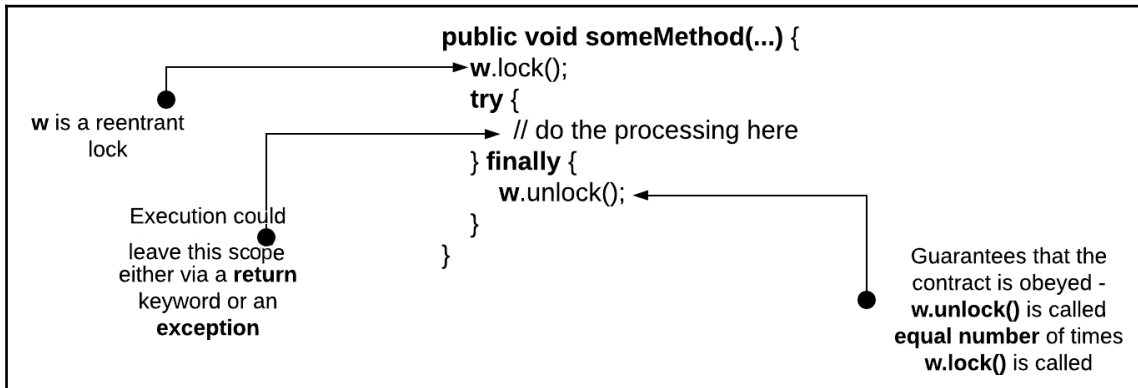 public void someMethod(...) {
w.lock();
try {
// do the processing here
} finally {
w.unlock();
}
}
w is a reentrant
lock
Execution could
leave this scope
either via a return
keyword or an
exception
Guarantees that the
contract is obeyed -
w.unlock() is called
equal number of times
w.lock() is called